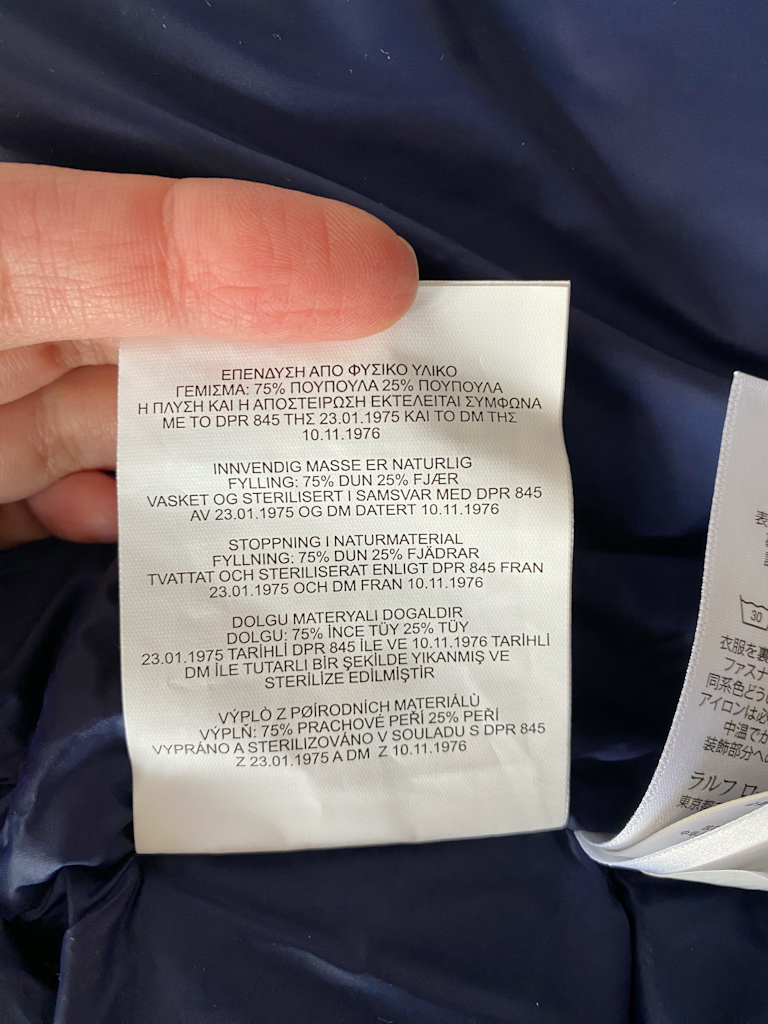 ΕΠΕΝΔΥΣΗ ΑΠΟ ΦΥΣΙΚΟ ΥΛΙΚΟ
ΓΕΜΙΣΜΑ: 75% ΠΟΥΠΟΥΛΑ 25% ΠΟΥΠΟΥΛΑ
Η ΠΛΥΣΗ ΚΑΙ Η ΑΠΟΣΤΕΙΡΩΣΗ ΕΚΤΕΛΕΙΤΑΙ ΣΥΜΦΩΝΑ
ΜΕ ΤΟ DPR 845 ΤΗΣ 23.01.1975 ΚΑΙ ΤΟ DM ΤΗΣ
10.11.1976
INNVENDIG MASSE ER NATURLIG
FYLLING: 75% DUN 25% FJÆR
VASKET OG STERILISERT I SAMSVAR MED DPR 845
AV 23.01.1975 OG DM DATERT 10.11.1976
STOPPNING I NATURMATERIAL
FYLLNING: 75% DUN 25% FJÄDRAR
TVATTAT OCH STERILISERAT ENLIGT DPR 845 FRAN
23.01.1975 OCH DM FRAN 10.11.1976
DOLGU MATERYALI DOGALDIR
DOLGU: 75% İNCE TÜY 25% TÜY
23.01.1975 TARİHLİ DPR 845 İLE VE 10.11.1976 TARİHLİ
DM İLE TUTARLI BİR ŞEKİLDE YIKANMIŞ VE
STERİLİZE EDİLMİŞTİR
VÝPLÒ Z PØÍRODNÍCH MATERIÁLÙ
VÝPLŇ: 75% PRACHOVÉ PEŘÍ 25% PEŘÍ
VYPRÁNO A STERILIZOVÁNO V SOULADU S DPR 845
Z 23.01.1975 A DM Z 10.11.1976
30
衣服を裏
ファスナ
同系色どう
アイロンは必
中温でか
装飾部分へ
ラルフ ロ
東京都